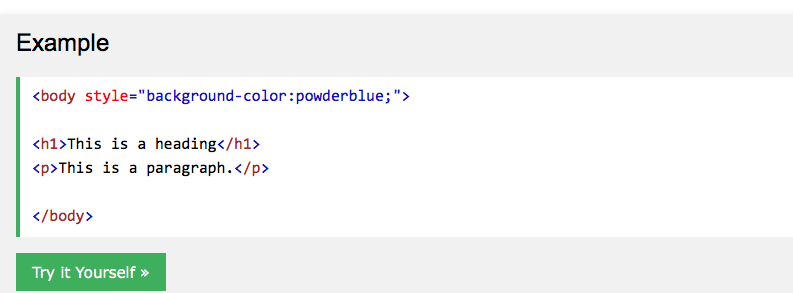 Example
<body style="background-color:powderblue;">
<h1>This is a heading</h1>
<p>This is a paragraph.</p>
</body>
Try it Yourself »